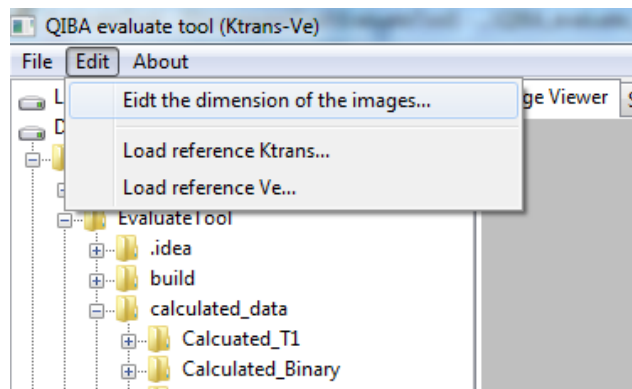 QIBA evaluate tool (Ktrans-Ve)
File Edit About
Eidt the dimension of the images...
ge Viewer
Load reference Ktrans...
Load reference Ve...
EvaluateTool
.idea
build
calculated_data
Calcuated_T1
Calculated_Binary